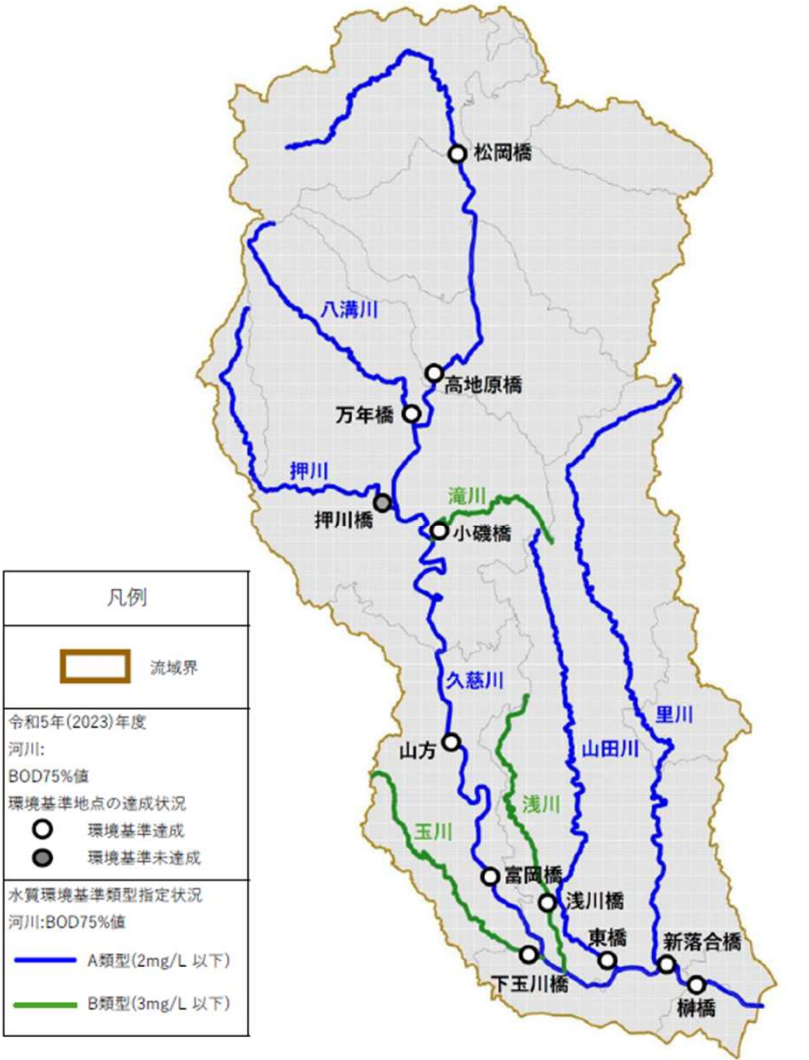 松岡橋
八溝川
高地原橋
万年橋
押川
滝川
押川橋
小磯橋
凡例
流域界
久慈川
里川
令和5年(2023)年度
河川:
山方
山田川
BOD75%値
環境基準地点の達成状況
浅川
環境基準達成
玉川
環境基準未達成
富岡橋
水質環境基準類型指定状況
浅川橋
河川:BOD75%値
東橋
新落合橋
A類型(2mg/L 以下)
下玉川橋
B類型(3mg/L 以下)
榊橋